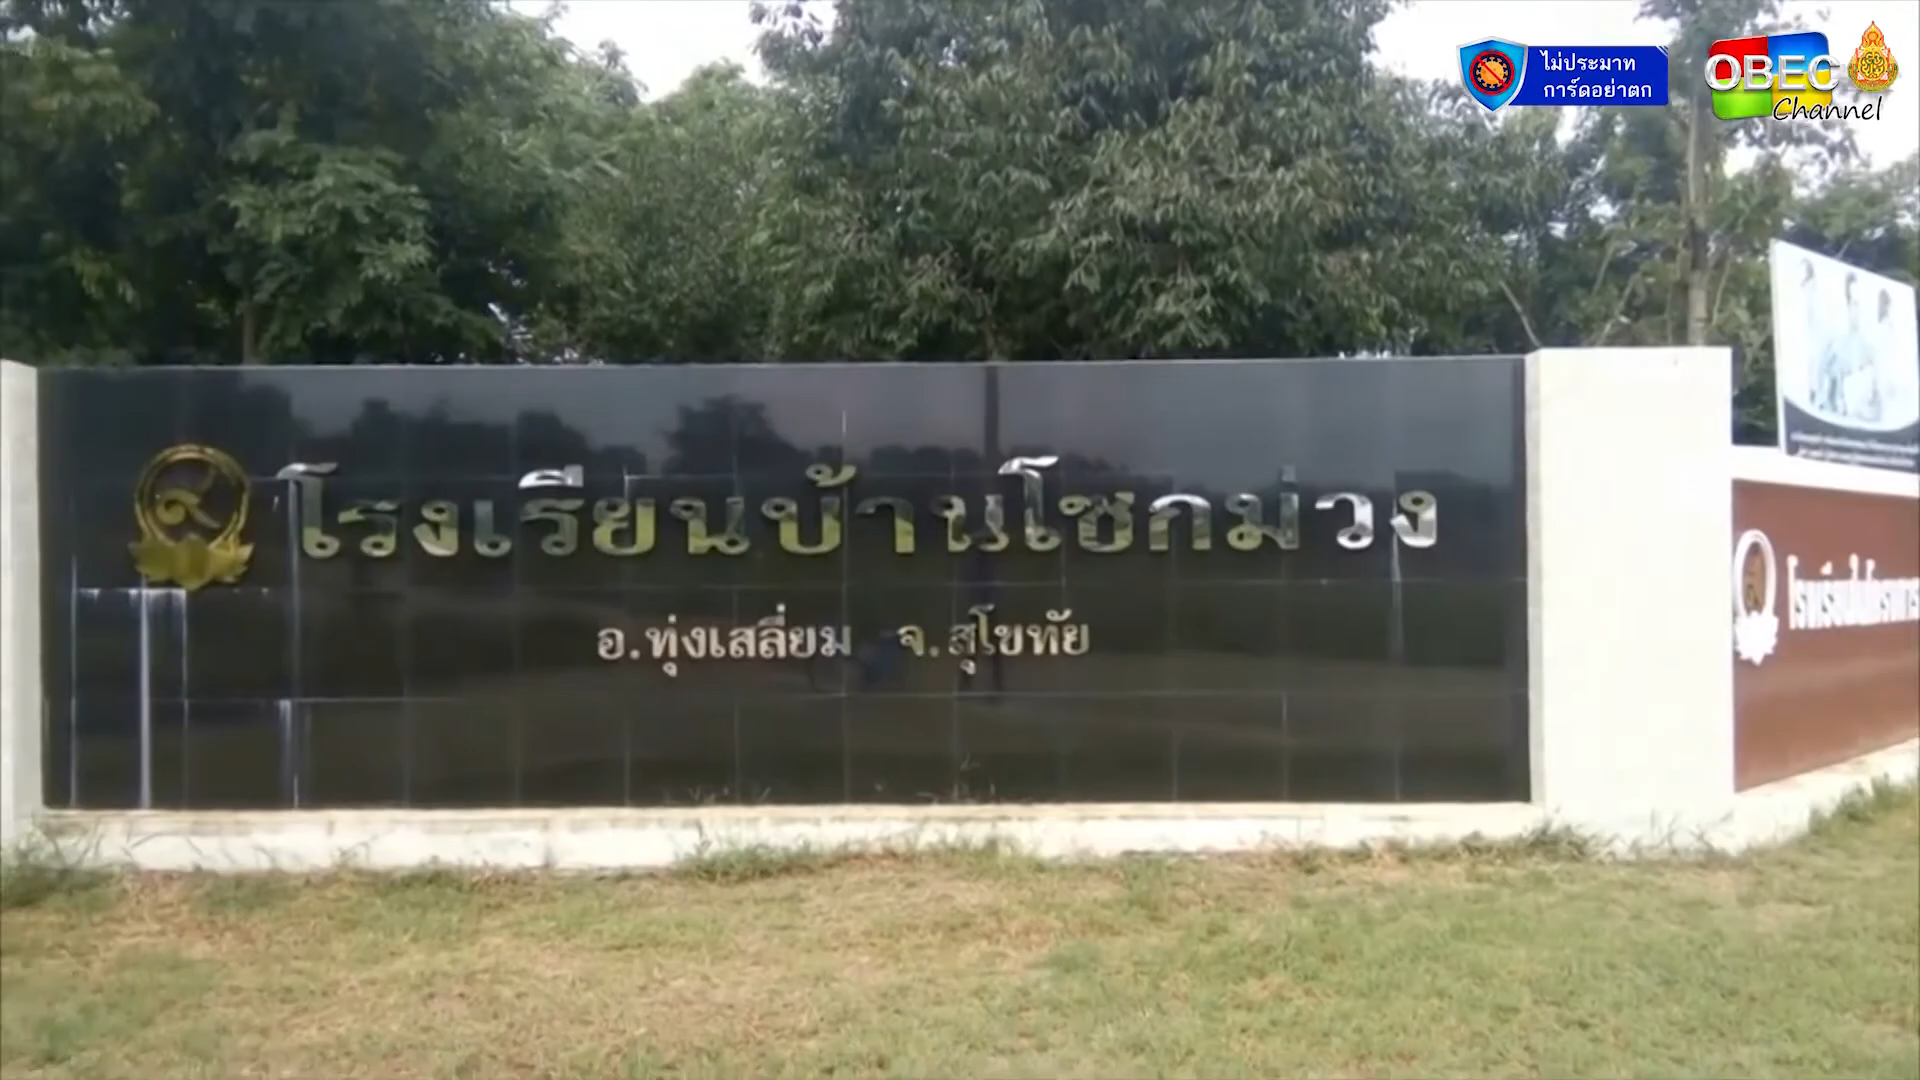 ไม่ประมาท
การ์ดอย่าตก
OBEC
Channel
๙
โรงเรียนบ้านโซกม่วง
อ.ทุ่งเสลี่ยม จ.สุโขทัย